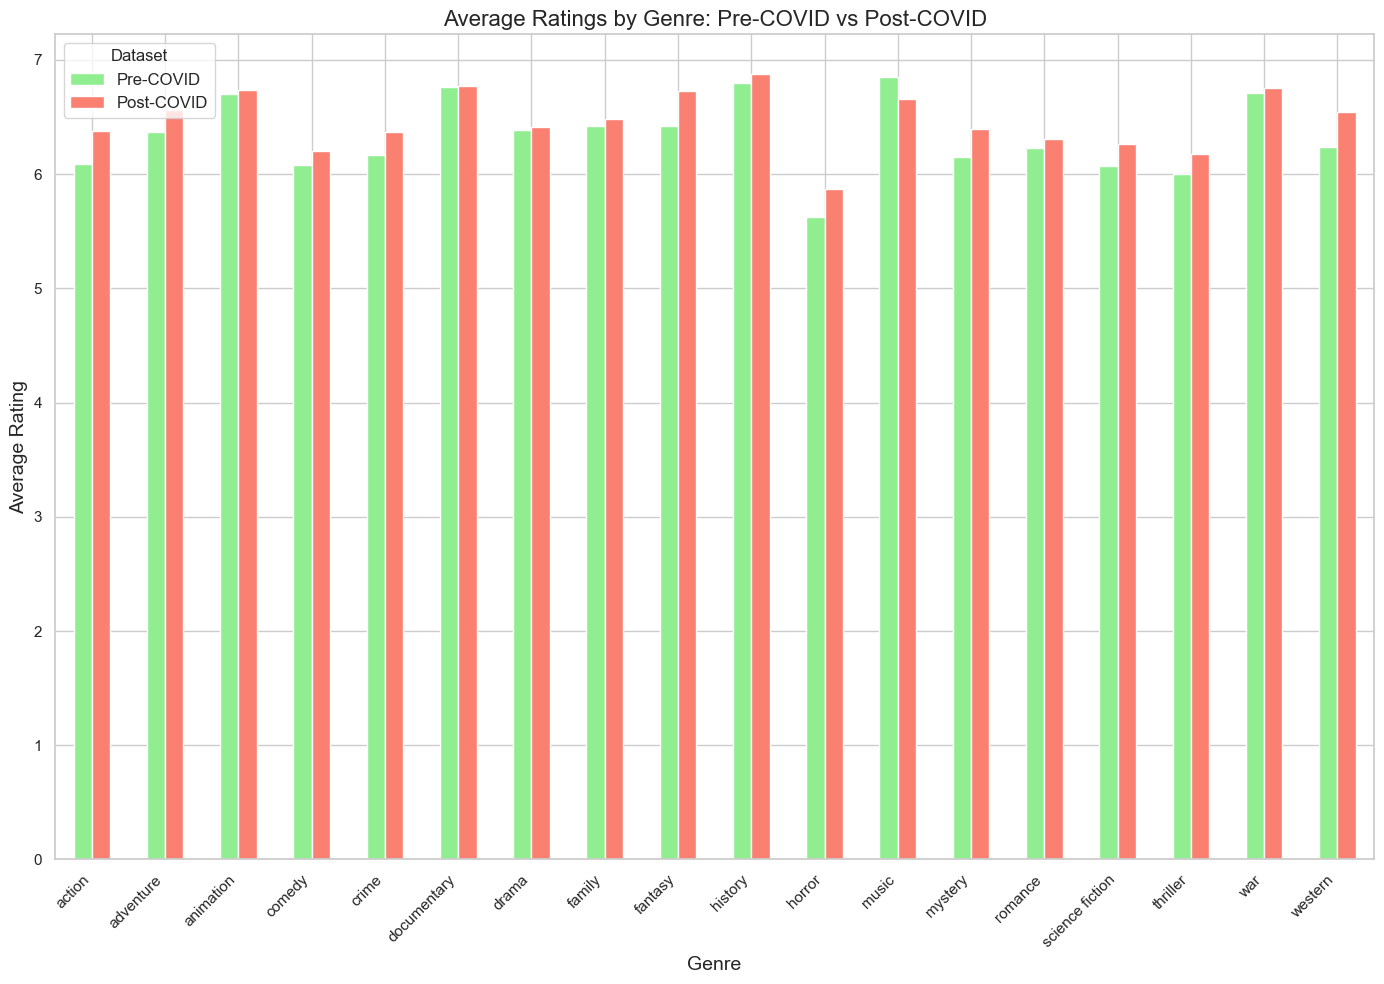 Average Ratings by Genre: Pre-COVID vs Post-COVID
Dataset
Pre-COVID
Post-COVID
7
6
5
4
3
2
1
0
Average Rating
action
adventure
animation
comedy
crime
documentary
drama
family
fantasy
history
horror
music
mystery
romance
science fiction
thriller
war
western
Genre